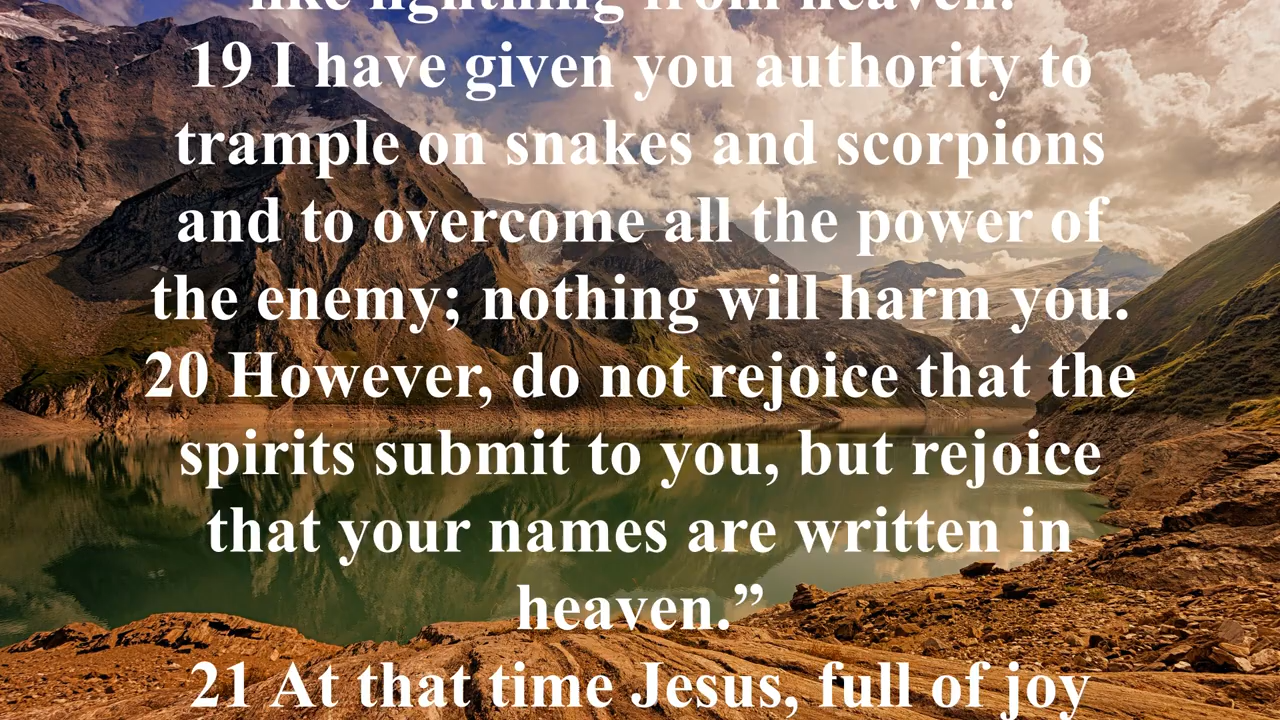 like lightning from heaven.
19 I have given you authority to
trample on snakes and scorpions
and to overcome all the power of
the enemy; nothing will harm you.
20 However, do not rejoice that the
spirits submit to you, but rejoice
that your names are written in
heaven.”
21 At that time Jesus, full of joy